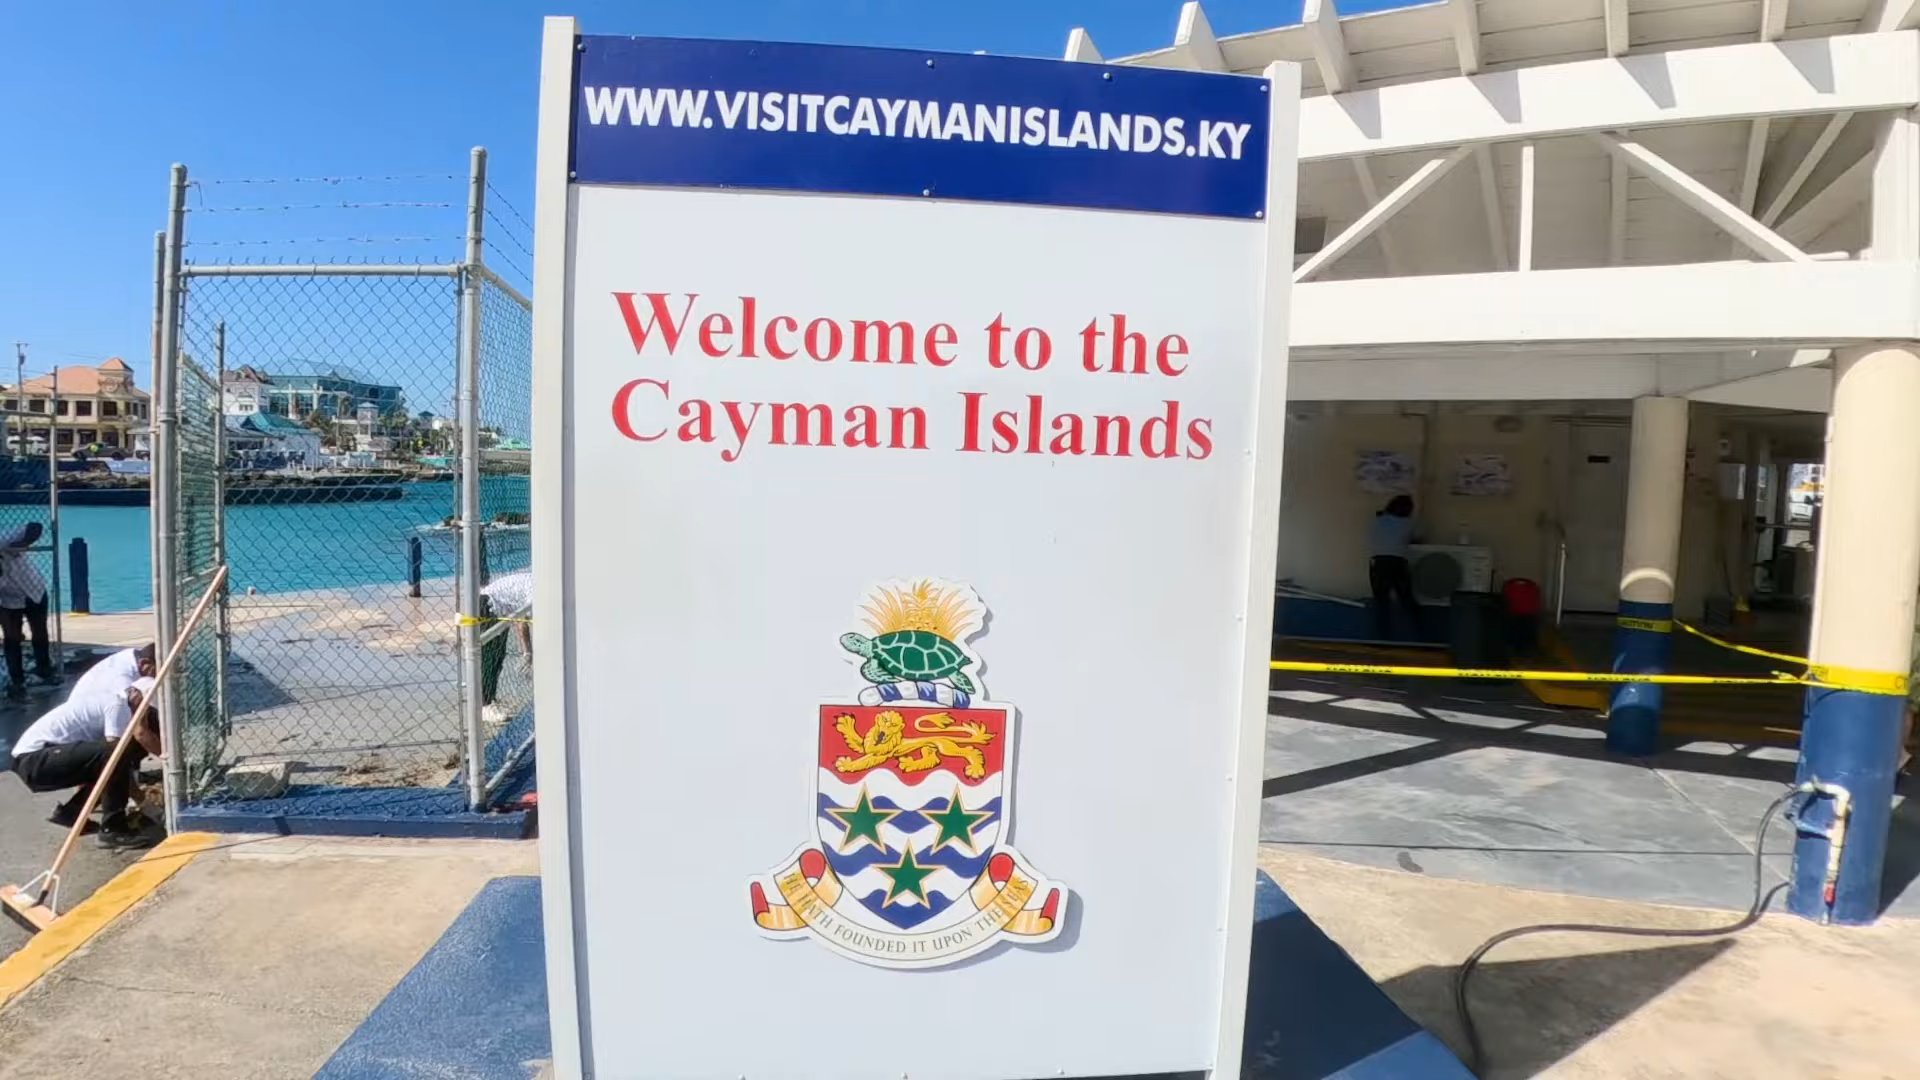 WWW.VISITCAYMANISLANDS.KY
Welcome to the
Cayman Islands
HE HATH FOUNDED IT UPON THE SEAS